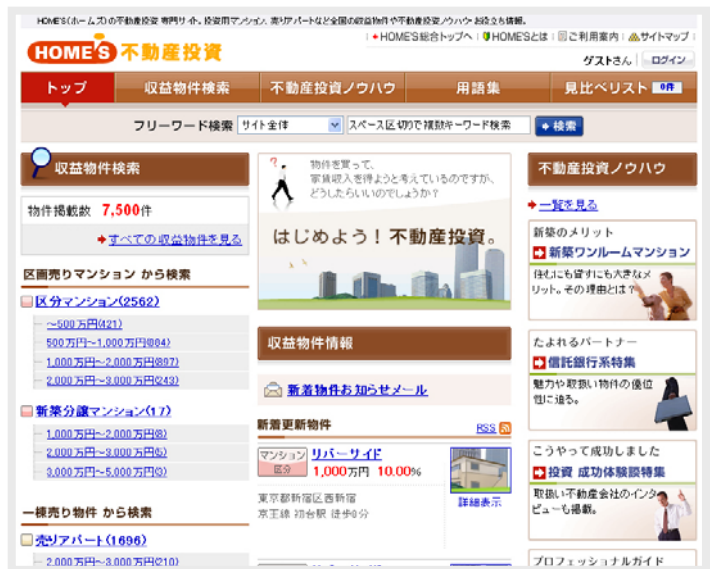 HOME'S(ホームズ)の不動産投資 専門サイト。投資用マンション、売りアパートなど全国の収益物件や不動産投資ノウハウ お役立ち情報。
HOME'S総合トップへ HOME'Sとは ご利用案内 サイトマップ
HOME'S 不動産投資
ゲストさん ログイン
トップ 収益物件検索 不動産投資ノウハウ 用語集 見比べリスト 0件
フリーワード検索 サイト全体 スペース区切りで複数キーワード検索 検索
収益物件検索
物件掲載数 7,500件
すべての収益物件を見る
区画売りマンション から検索
区分マンション(2562)
～500万円(421)
500万円～1,000万円(804)
1,000万円～2,000万円(897)
2,000万円～3,000万円(243)
新築分譲マンション(17)
1,000万円～2,000万円(8)
2,000万円～3,000万円(5)
3,000万円～5,000万円(3)
一棟売り物件 から検索
売りアパート(1696)
2,000万円～3,000万円(210)
物件を買って、
家賃収入を得ようと考えているのですが、
どうしたらいいのでしょうか?
はじめよう!不動産投資。
収益物件情報
新着物件お知らせメール
新着更新物件 RSS
マンション 区分 リバーサイド
1,000万円 10.00%
東京都新宿区西新宿
京王線 初台駅 徒歩8分
詳細表示
不動産投資ノウハウ
一覧を見る
新築のメリット
新築ワンルームマンション
住むにも貸すにも大きなメ
リット。その理由とは?
たよれるパートナー
信託銀行系特集
魅力や取扱い物件の優位
性に迫る。
こうやって成功しました
投資 成功体験談特集
取扱い不動産会社のインタ
ビューも掲載。
プロフェッショナルガイド